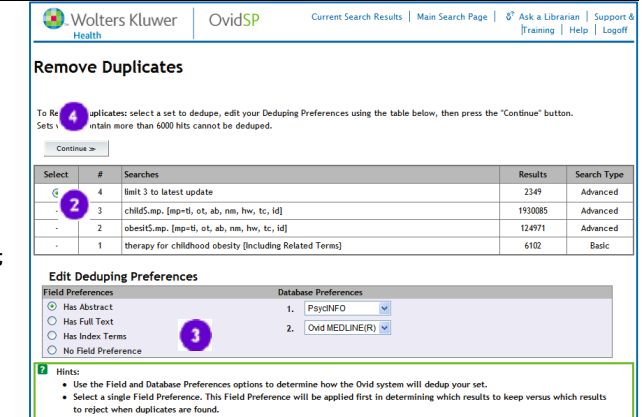 Wolters Kluwer OvidSP Current Search Results | Main Search Page | Ask a Librarian | Support &
Health Training | Help | Logoff
Remove Duplicates
To Re 4 uplicates: select a set to dedupe, edit your Deduping Preferences using the table below, then press the "Continue" button.
Sets ontain more than 6000 hits cannot be deduped.
Continue ≫
Select # Searches Results Search Type
4 limit 3 to latest update 2349 Advanced
2
- 3 child$.mp. [mp=ti, ot, ab, nm, hw, tc, id] 1930085 Advanced
- 2 obesit$.mp. [mp=ti, ot, ab, nm, hw, tc, id] 124971 Advanced
- 1 therapy for childhood obesity {Including Related Terms} 6102 Basic
Edit Deduping Preferences
Field Preferences Database Preferences
Has Abstract 1. PsycINFO
Has Full Text 2. Ovid MEDLINE(R)
Has Index Terms 3
No Field Preference
? Hints:
• Use the Field and Database Preferences options to determine how the Ovid system will dedup your set.
• Select a single Field Preference. This Field Preference will be applied first in determining which results to keep versus which results
to reject when duplicates are found.